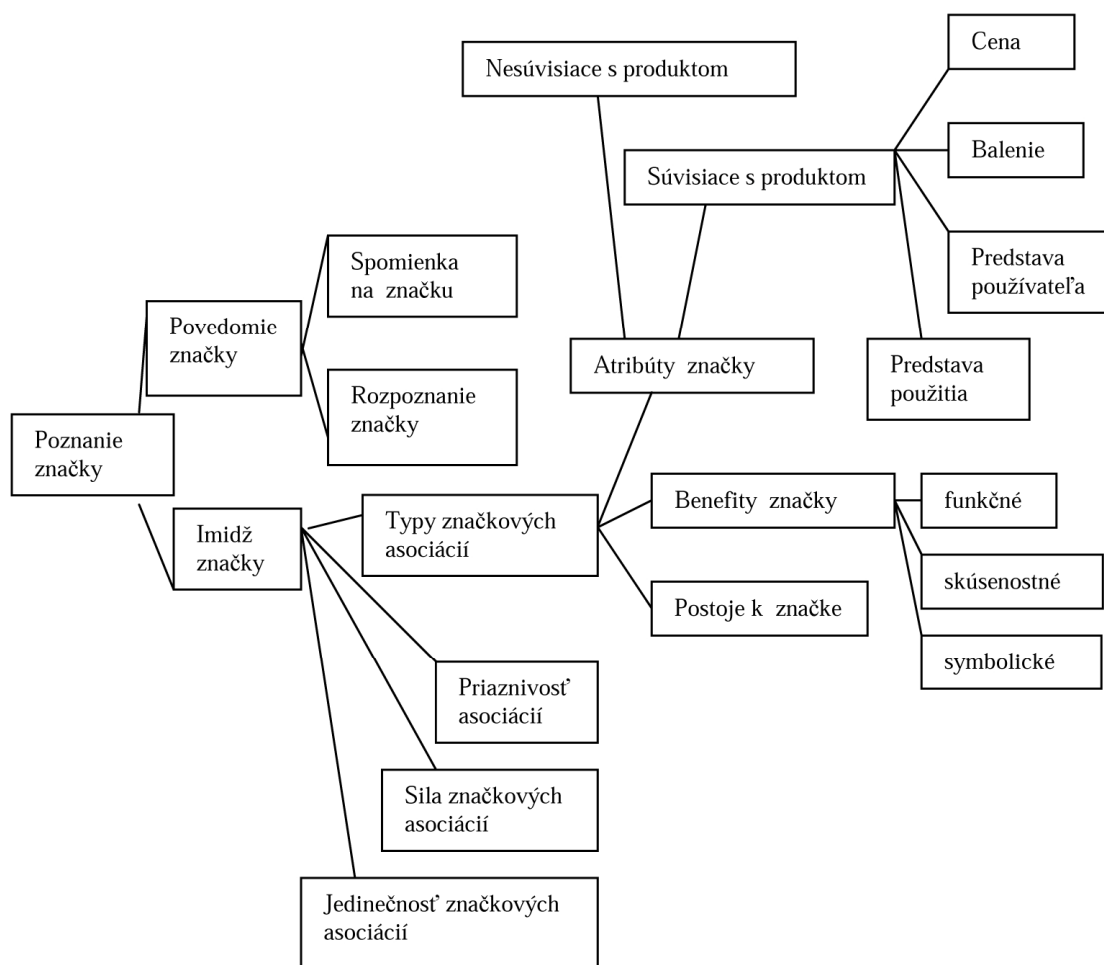 Cena
Nesúvisiace s produktom
Balenie
Súvisiace s produktom
Predstava
používateľa
Spomienka
na značku
Povedomie
značky
Atribúty značky
Predstava
použitia
Rozpoznanie
značky
Poznanie
značky
Typy značkových
asociácií
Benefity značky
funkčné
Imidž
značky
skúsenostné
Postoje k značke
symbolické
Priaznivosť
asociácií
Sila značkových
asociácií
Jedinečnosť značkových
asociácií